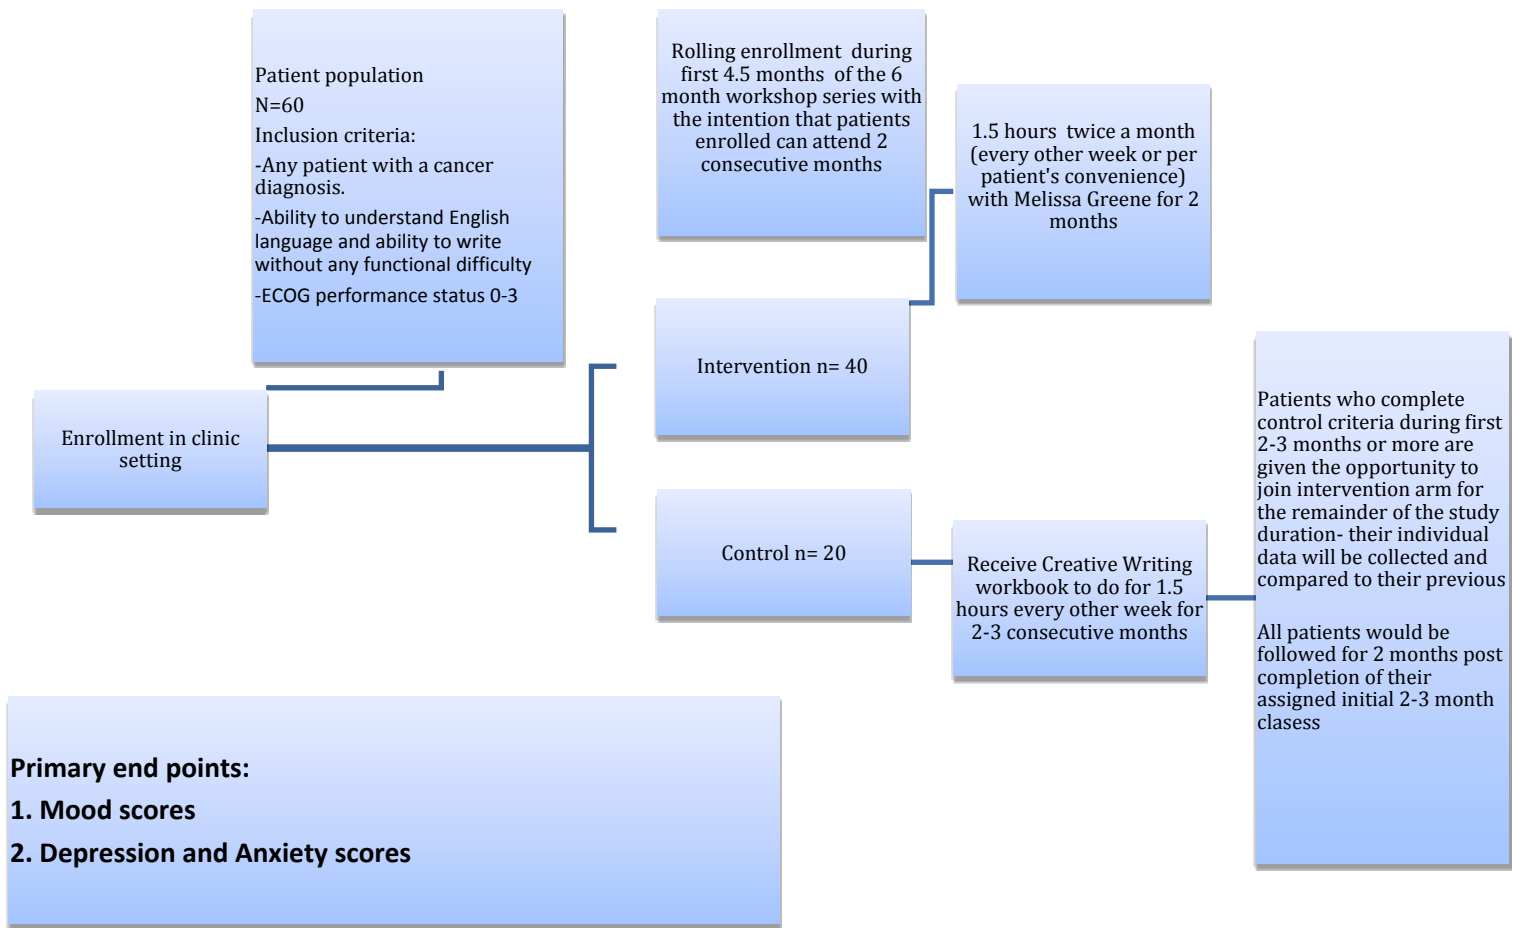 Patient population
N=60
Inclusion criteria:
-Any patient with a cancer
diagnosis.
-Ability to understand English
language and ability to write
without any functional difficulty
-ECOG performance status 0-3
Enrollment in clinic
setting
Rolling enrollment during
first 4.5 months of the 6
month workshop series with
the intention that patients
enrolled can attend 2
consecutive months
1.5 hours twice a month
(every other week or per
patient's convenience)
with Melissa Greene for 2
months
Intervention n= 40
Control n= 20
Receive Creative Writing
workbook to do for 1.5
hours every other week for
2-3 consecutive months
Patients who complete
control criteria during first
2-3 months or more are
given the opportunity to
join intervention arm for
the remainder of the study
duration- their individual
data will be collected and
compared to their previous
All patients would be
followed for 2 months post
completion of their
assigned initial 2-3 month
clasess
Primary end points:
1. Mood scores
2. Depression and Anxiety scores